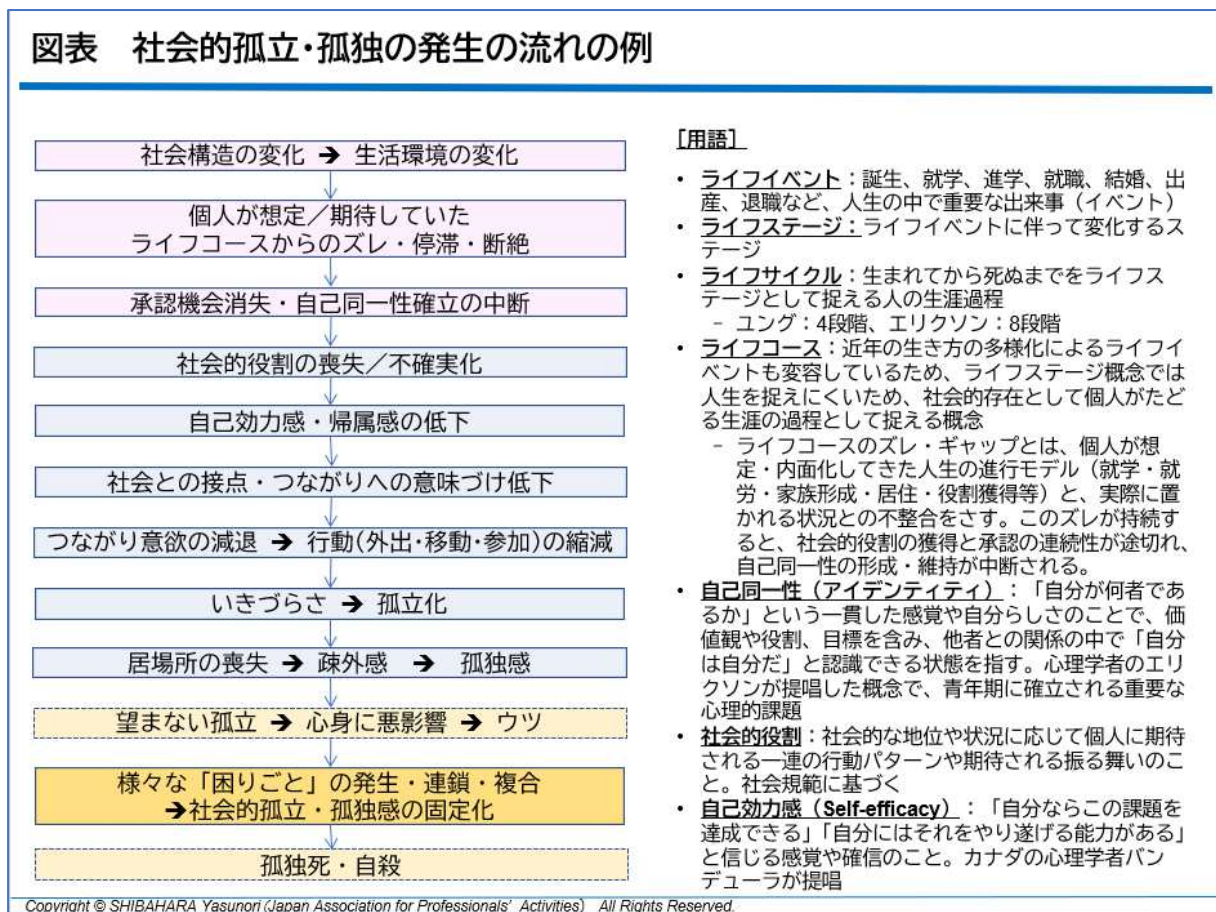 図表　社会的孤立･孤独の発生の流れの例
社会構造の変化 ➔ 生活環境の変化
個人が想定／期待していた
ライフコースからのズレ・停滞・断絶
承認機会消失・自己同一性確立の中断
社会的役割の喪失／不確実化
自己効力感・帰属感の低下
社会との接点・つながりへの意味づけ低下
つながり意欲の減退 ➔ 行動(外出･移動･参加)の縮減
いきづらさ ➔ 孤立化
居場所の喪失 ➔ 疎外感 ➔ 孤独感
望まない孤立 ➔ 心身に悪影響 ➔ ウツ
様々な「困りごと」の発生・連鎖・複合
➔社会的孤立・孤独感の固定化
孤独死・自殺
［用語］
• ライフイベント：誕生、就学、進学、就職、結婚、出
産、退職など、人生の中で重要な出来事（イベント）
• ライフステージ：ライフイベントに伴って変化するス
テージ
• ライフサイクル：生まれてから死ぬまでをライフス
テージとして捉える人の生涯過程
– ユング：4段階、エリクソン：8段階
• ライフコース：近年の生き方の多様化によるライフイ
ベントも変容しているため、ライフステージ概念では
人生を捉えにくいため、社会的存在として個人がたど
る生涯の過程として捉える概念
– ライフコースのズレ・ギャップとは、個人が想
定・内面化してきた人生の進行モデル（就学・就
労・家族形成・居住・役割獲得等）と、実際に置
かれる状況との不整合をさす。このズレが持続す
ると、社会的役割の獲得と承認の連続性が途切れ、
自己同一性の形成・維持が中断される。
• 自己同一性（アイデンティティ）：「自分が何者であ
るか」という一貫した感覚や自分らしさのことで、価
値観や役割、目標を含み、他者との関係の中で「自分
は自分だ」と認識できる状態を指す。心理学者のエリ
クソンが提唱した概念で、青年期に確立される重要な
心理的課題
• 社会的役割：社会的な地位や状況に応じて個人に期待
される一連の行動パターンや期待される振る舞いのこ
と。社会規範に基づく
• 自己効力感（Self-efficacy）：「自分ならこの課題を
達成できる」「自分にはそれをやり遂げる能力がある」
と信じる感覚や確信のこと。カナダの心理学者バン
デューラが提唱
Copyright © SHIBAHARA Yasunori（Japan Association for Professionals’ Activities） All Rights Reserved.